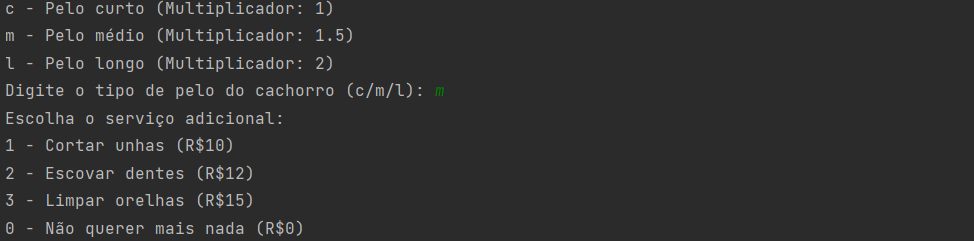 c - Pelo curto (Multiplicador: 1)
m - Pelo médio (Multiplicador: 1.5)
l - Pelo longo (Multiplicador: 2)
Digite o tipo de pelo do cachorro (c/m/l): m
Escolha o serviço adicional:
1 - Cortar unhas (R$10)
2 - Escovar dentes (R$12)
3 - Limpar orelhas (R$15)
0 - Não querer mais nada (R$0)